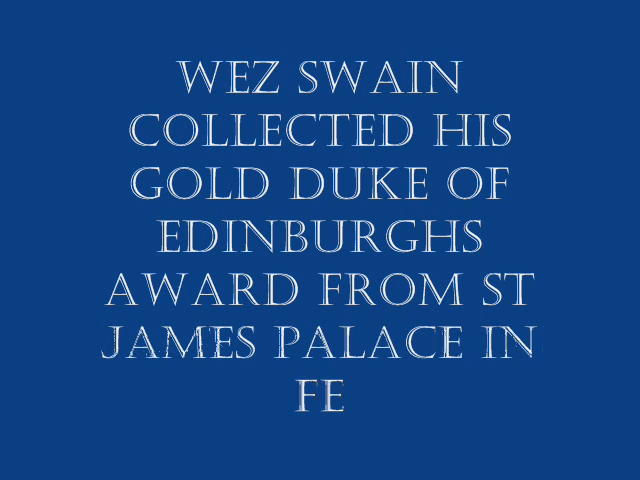 WEZ SWAIN
COLLECTED HIS
GOLD DUKE OF
EDINBURGHS
AWARD FROM ST
JAMES PALACE IN
FE